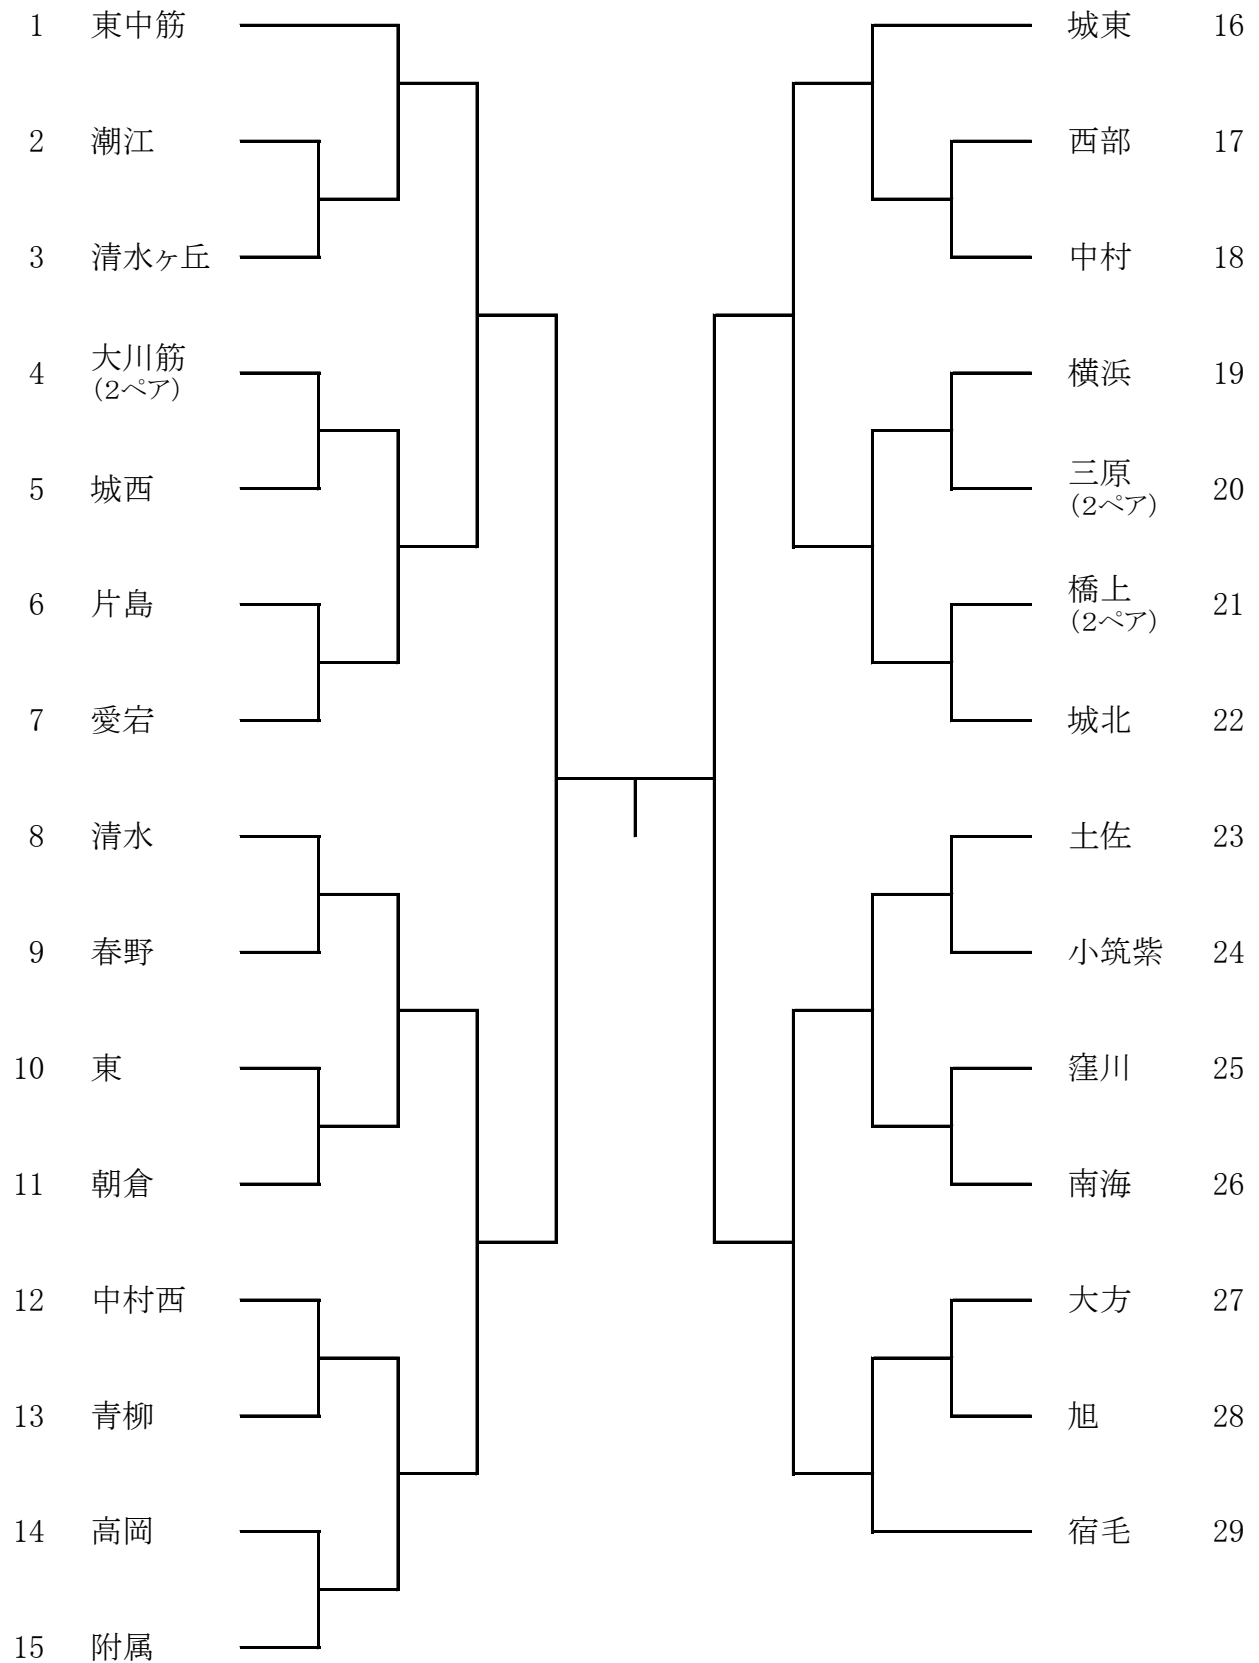 1 東中筋
2 潮江
3 清水ヶ丘
4 大川筋
(2ペア)
5 城西
6 片島
7 愛宕
8 清水
9 春野
10 東
11 朝倉
12 中村西
13 青柳
14 高岡
15 附属
城東 16
西部 17
中村 18
横浜 19
三原 20
(2ペア)
橋上 21
(2ペア)
城北 22
土佐 23
小筑紫 24
窪川 25
南海 26
大方 27
旭 28
宿毛 29